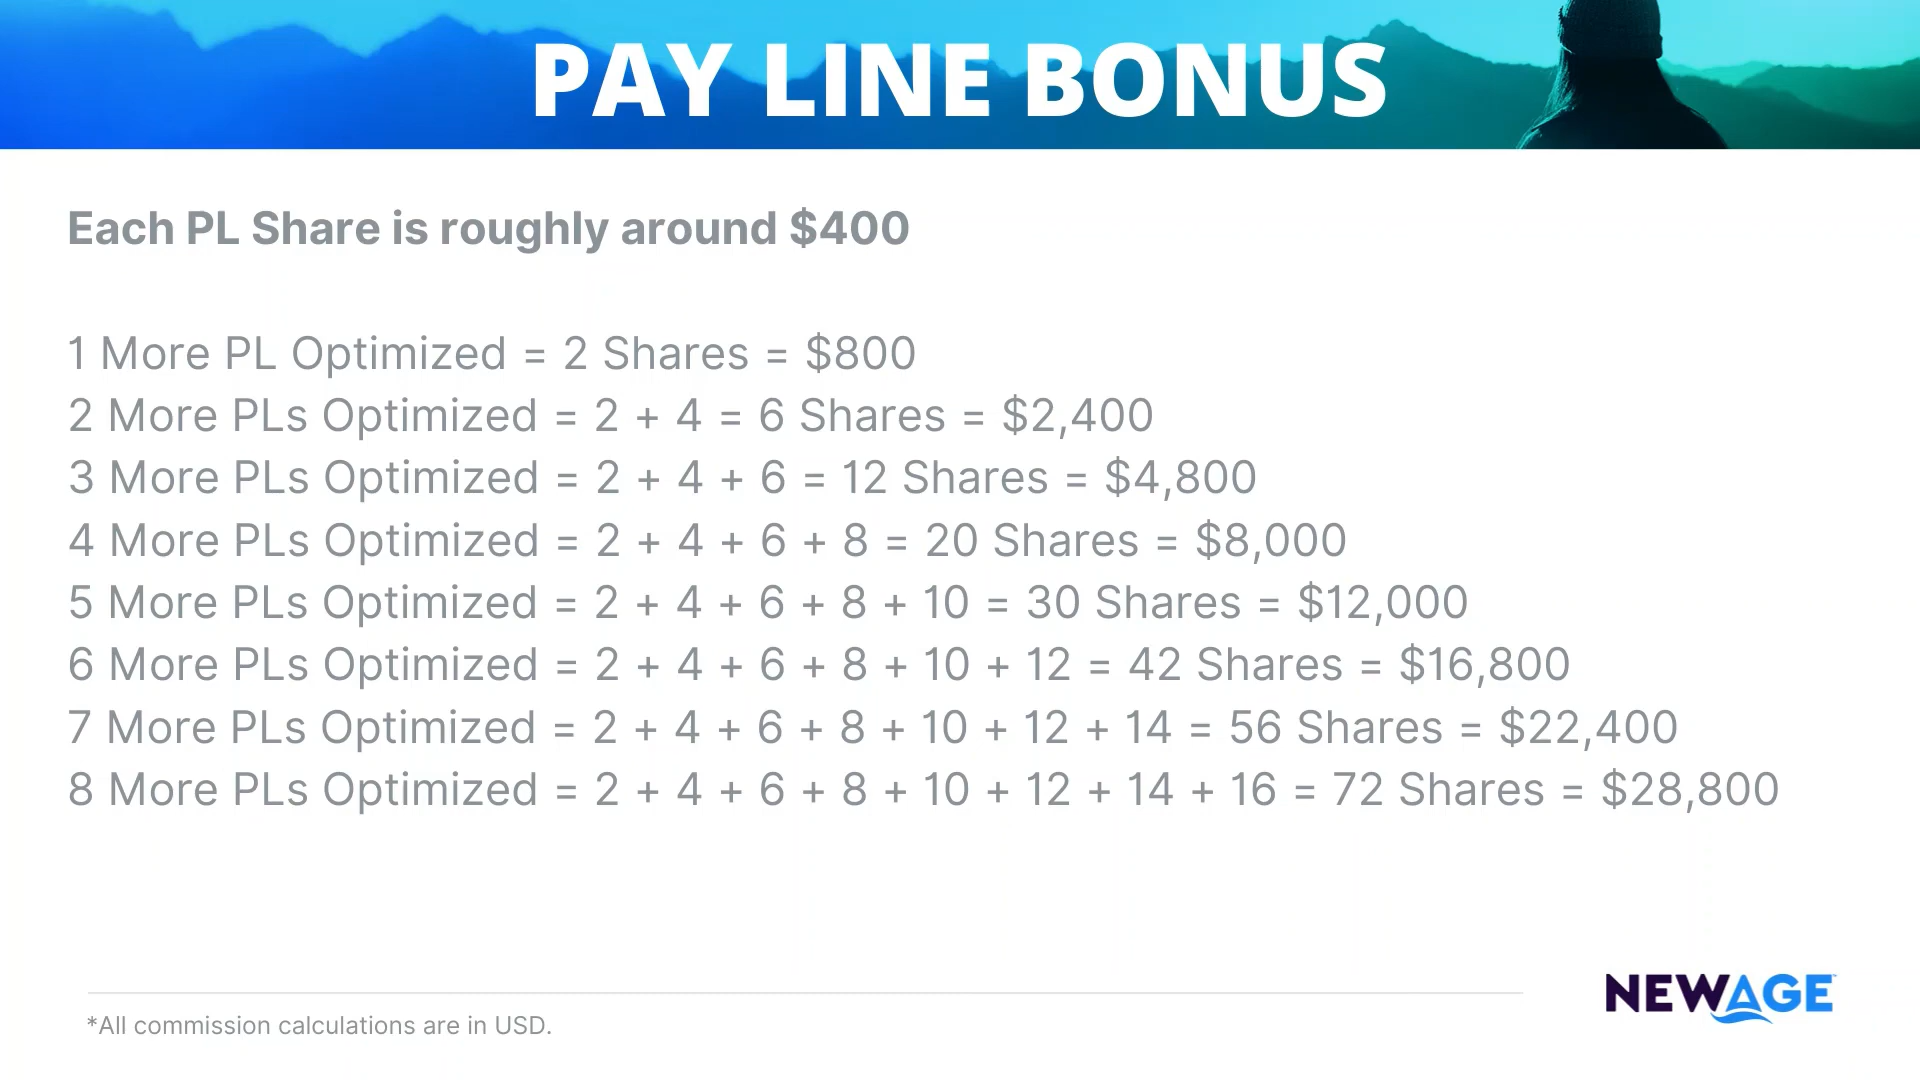 PAY LINE BONUS
Each PL Share is roughly around $400
1 More PL Optimized = 2 Shares = $800
2 More PLs Optimized = 2 + 4 = 6 Shares = $2,400
3 More PLs Optimized = 2 + 4 + 6 = 12 Shares = $4,800
4 More PLs Optimized = 2 + 4 + 6 + 8 = 20 Shares = $8,000
5 More PLs Optimized = 2 + 4 + 6 + 8 + 10 = 30 Shares = $12,000
6 More PLs Optimized = 2 + 4 + 6 + 8 + 10 + 12 = 42 Shares = $16,800
7 More PLs Optimized = 2 + 4 + 6 + 8 + 10 + 12 + 14 = 56 Shares = $22,400
8 More PLs Optimized = 2 + 4 + 6 + 8 + 10 + 12 + 14 + 16 = 72 Shares = $28,800
NEWAGE
*All commission calculations are in USD.